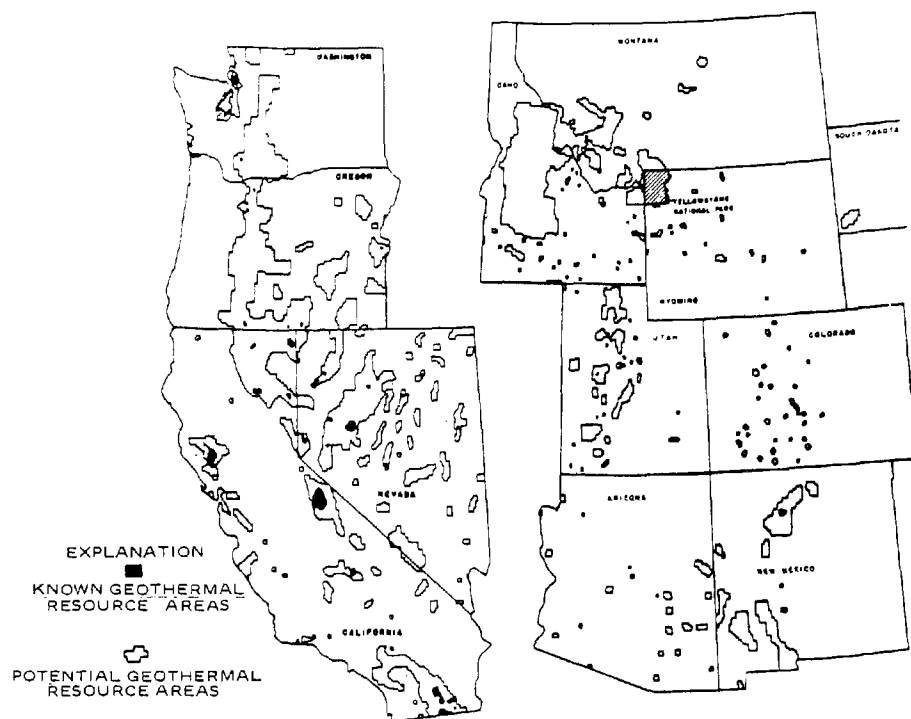 WASHINGTON
OREGON
NEVADA
CALIFORNIA
MONTANA
IDAHO
SOUTH DAKOTA
YELLOWSTONE
NATIONAL PARK
WYOMING
UTAH
COLORADO
ARIZONA
NEW MEXICO
EXPLANATION
KNOWN GEOTHERMAL
RESOURCE AREAS
POTENTIAL GEOTHERMAL
RESOURCE AREAS